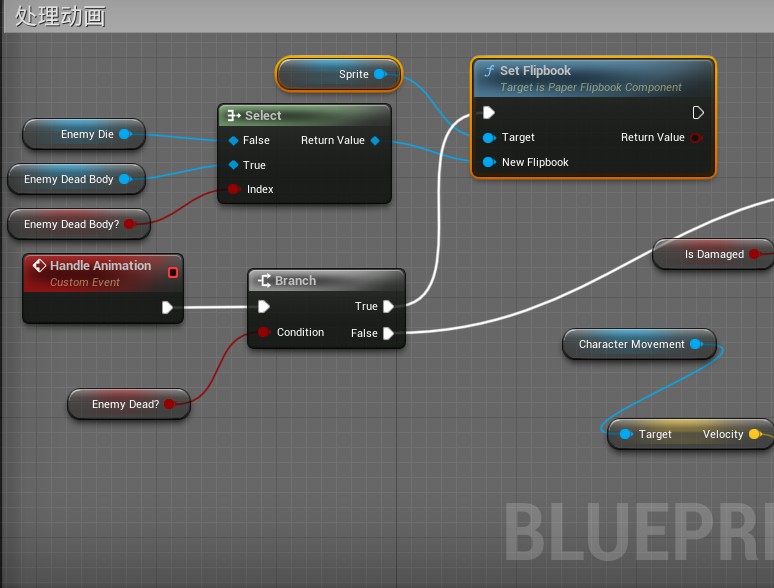 处理动画
Sprite
Set Flipbook
Target is Paper Flipbook Component
Target
Return Value
New Flipbook
Select
False
Return Value
True
Index
Enemy Die
Enemy Dead Body
Enemy Dead Body?
Handle Animation
Custom Event
Branch
True
Condition
False
Enemy Dead?
Is Damaged
Character Movement
Target
Velocity
BLUEPRI